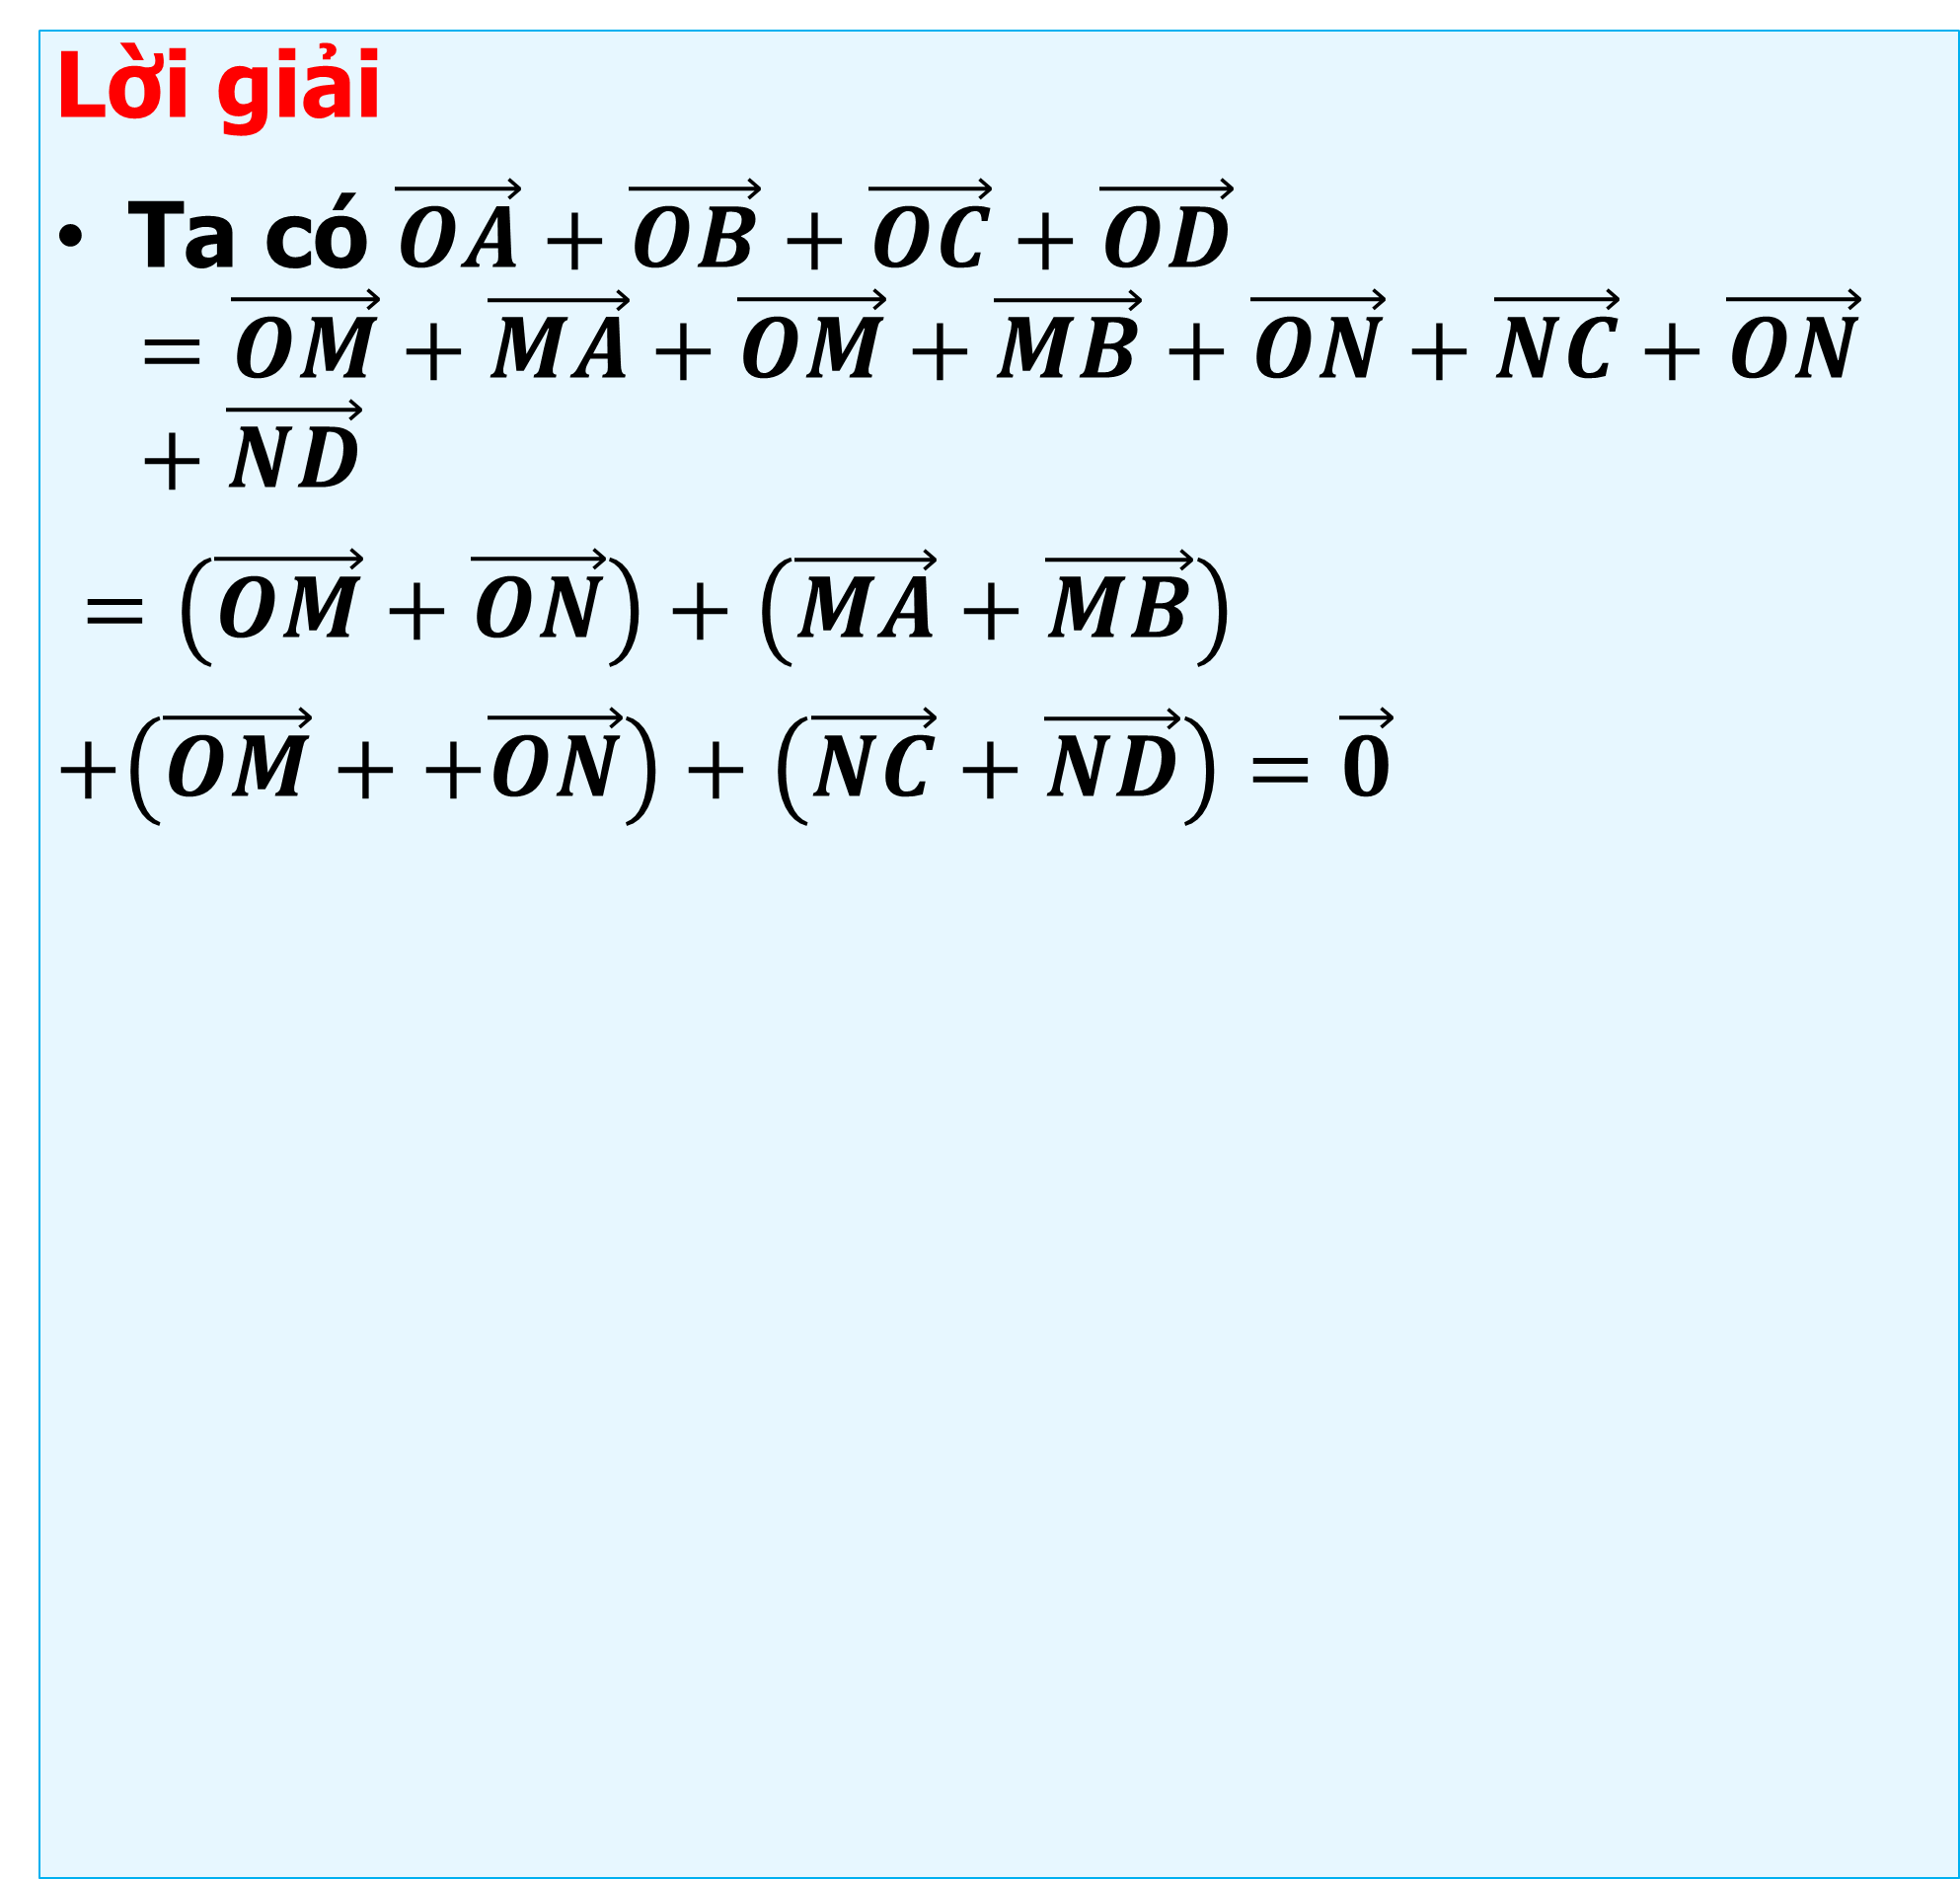 Lời giải
• Ta có $\overrightarrow{OA} + \overrightarrow{OB} + \overrightarrow{OC} + \overrightarrow{OD}$
$= \overrightarrow{OM} + \overrightarrow{MA} + \overrightarrow{OM} + \overrightarrow{MB} + \overrightarrow{ON} + \overrightarrow{NC} + \overrightarrow{ON}$
$+ \overrightarrow{ND}$
$= \left(\overrightarrow{OM} + \overrightarrow{ON}\right) + \left(\overrightarrow{MA} + \overrightarrow{MB}\right)$
$+ \left(\overrightarrow{OM} + + \overrightarrow{ON}\right) + \left(\overrightarrow{NC} + \overrightarrow{ND}\right) = \overrightarrow{0}$